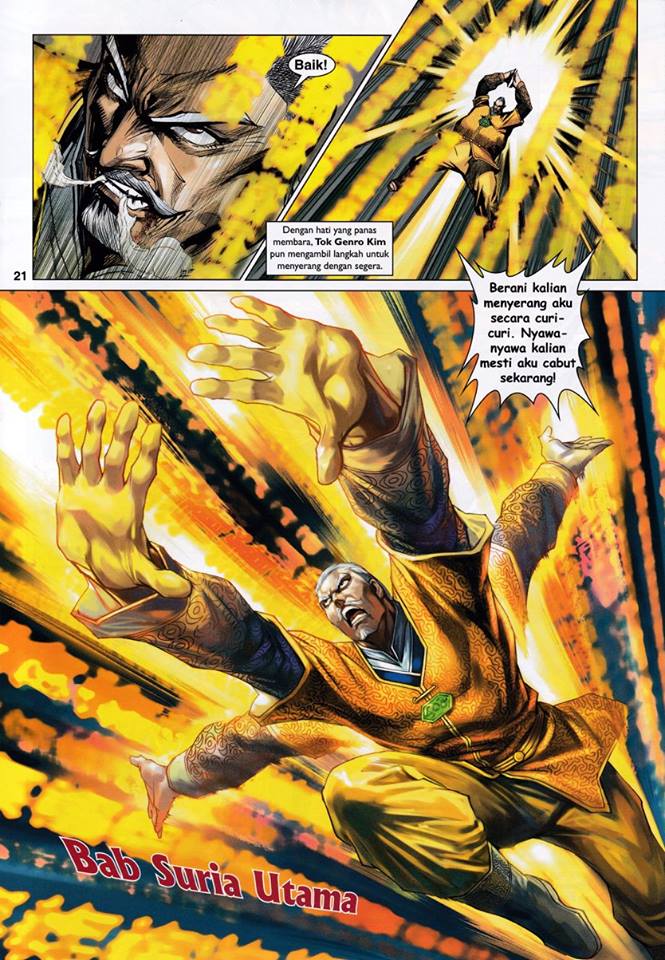 Baik!
Dengan hati yang panas
membara, Tok Genro Kim
pun mengambil langkah untuk
menyerang dengan segera.
21
Berani kalian
menyerang aku
secara curi-
curi. Nyawa-
nyawa kalian
mesti aku cabut
sekarang!
Bab Suria Utama